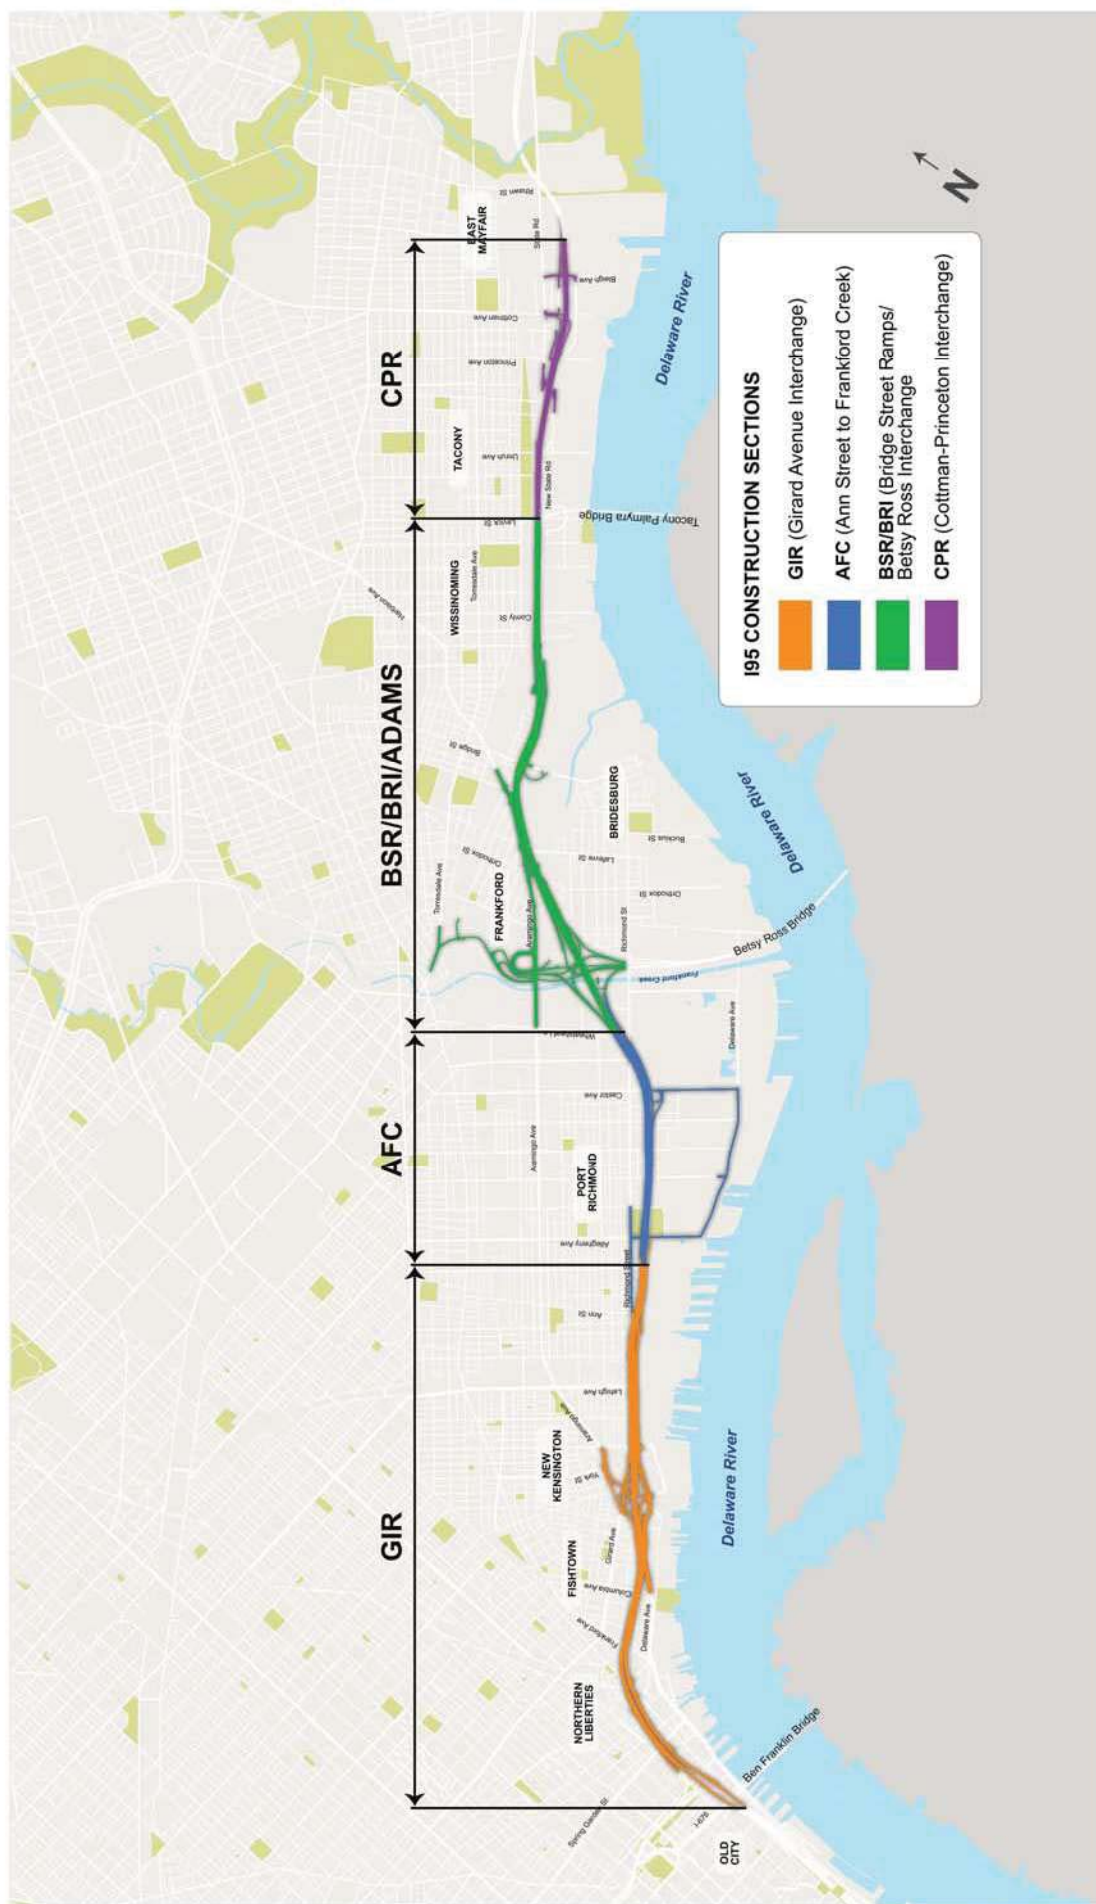 GIR
AFC
BSR/BRI/ADAMS
CPR
EAST
MAYFAIR
Rhawn St
State Rd
Bleigh Ave
Cottman Ave
Princeton Ave
TACONY
Unruh Ave
New State Rd
Levick St
Tacony Palmyra Bridge
WISSINOMING
Torresdale Ave
Harbison Ave
Comly St
Bridge St
BRIDESBURG
Buckius St
Lefevre St
Orthodox St
Orthodox St
Torresdale Ave
FRANKFORD
Aramingo Ave
Richmond St
Betsy Ross Bridge
Frankford Creek
Delaware Ave
Castor Ave
Aramingo Ave
PORT
RICHMOND
Allegheny Ave
Richmond Street
Ann St
Lehigh Ave
Aramingo Ave
NEW
KENSINGTON
York St
Girard Ave
FISHTOWN
Columbia Ave
Frankford Ave
Delaware Ave
NORTHERN
LIBERTIES
Spring Garden St
I-676
OLD
CITY
Ben Franklin Bridge
Delaware River
Delaware River
Delaware River
N
I95 CONSTRUCTION SECTIONS
GIR (Girard Avenue Interchange)
AFC (Ann Street to Frankford Creek)
BSR/BRI (Bridge Street Ramps/
Betsy Ross Interchange
CPR (Cottman-Princeton Interchange)